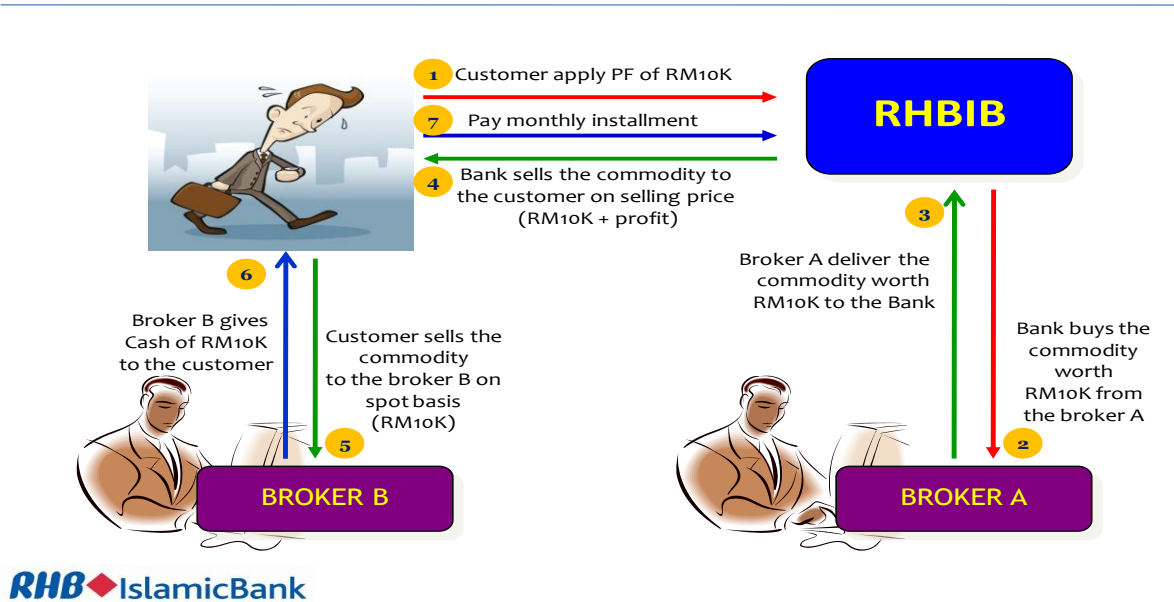 1 Customer apply PF of RM10K
7 Pay monthly installment
4 Bank sells the commodity to
the customer on selling price
(RM10K + profit)
RHBIB
3
Broker A deliver the
commodity worth
RM10K to the Bank
Bank buys the
commodity
worth
RM10K from
the broker A
2
6
Broker B gives
Cash of RM10K
to the customer
Customer sells the
commodity
to the broker B on
spot basis
(RM10K)
5
BROKER B
BROKER A
RHB IslamicBank